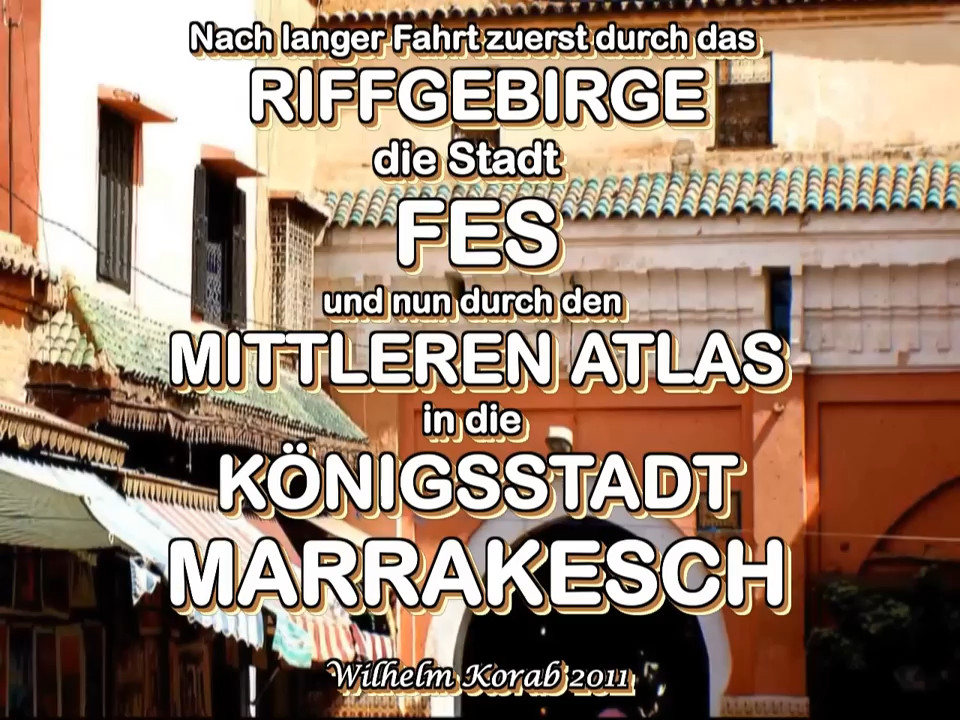 Nach langer Fahrt zuerst durch das
RIFFGEBIRGE
die Stadt
FES
und nun durch den
MITTLEREN ATLAS
in die
KÖNIGSSTADT
MARRAKESCH
Wilhelm Korab 2011